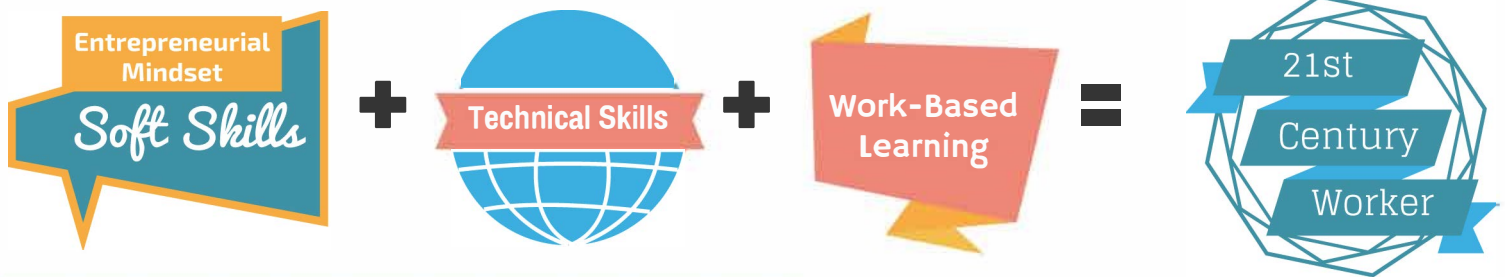 Entrepreneurial
Mindset
Soft Skills
+
Technical Skills
+
Work-Based
Learning
=
21st
Century
Worker